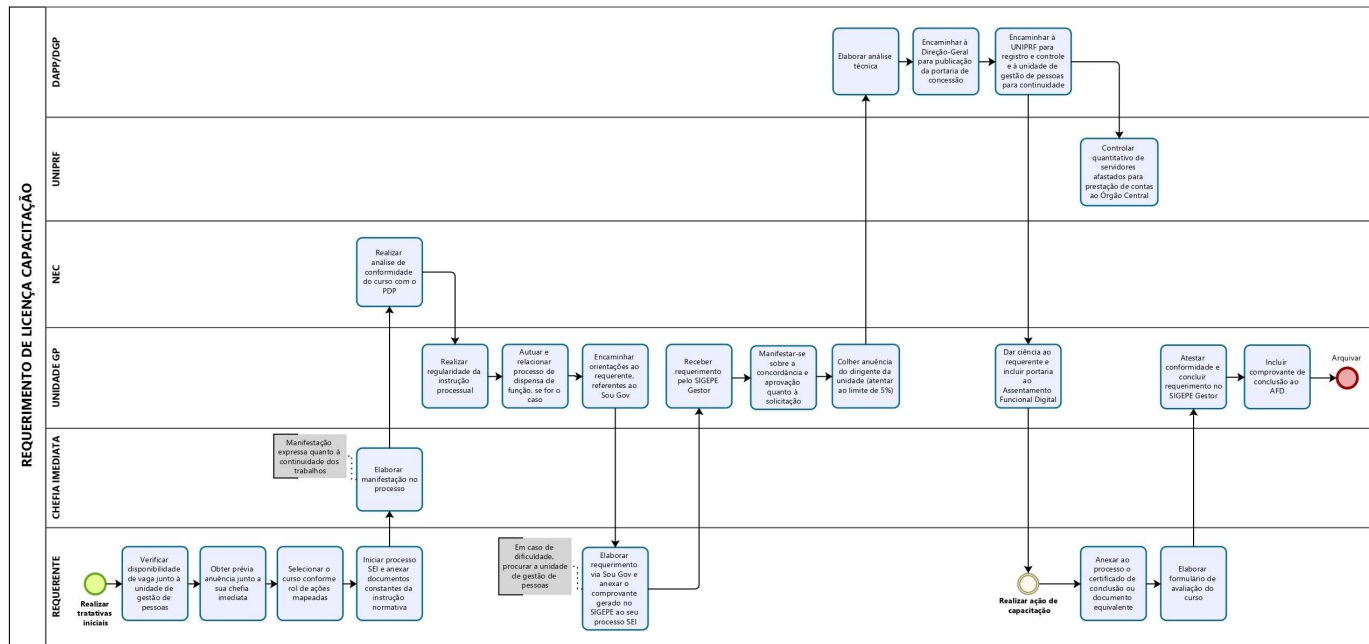 REQUERIMENTO DE LICENÇA CAPACITAÇÃO
DAPP/DGP
Elaborar análise
técnica
Encaminhar à
Direção-Geral
para publicação
da portaria de
concessão
Encaminhar à
UNIPRF para
registro e controle
e à unidade de
gestão de pessoas
para continuidade
UNIPRF
Controlar
quantitativo de
servidores
afastados para
prestação de contas
ao Órgão Central
NEC
Realizar
análise de
conformidade
do curso com o
PDP
UNIDADE GP
Realizar
regularidade da
instrução
processual
Autuar e
relacionar
processo de
dispensa de
função, se for o
caso
Encaminhar
orientações ao
requerente,
referentes ao
Sou Gov
Receber
requerimento
pelo SIGEPE
Gestor
Manifestar-se
sobre a
concordância e
aprovação
quanto à
solicitação
Colher anuência
do dirigente da
unidade (atentar
ao limite de 5%)
Dar ciência ao
requerente e
incluir portaria
ao
Assentamento
Funcional Digital
Atestar
conformidade e
concluir
requerimento no
SIGEPE Gestor
Incluir
comprovante de
conclusão ao
AFD
Arquivar
CHEFIA IMEDIATA
Manifestação
expressa quanto à
continuidade dos
trabalhos
Elaborar
manifestação no
processo
REQUERENTE
Realizar
tratativas
iniciais
Verificar
disponibilidade
de vaga junto à
unidade de
gestão de
pessoas
Obter prévia
anuência junto a
sua chefia
imediata
Selecionar o
curso conforme
rol de ações
mapeadas
Iniciar processo
SEI e anexar
documentos
constantes da
instrução
normativa
Em caso de
dificuldade,
procurar a unidade
de gestão de
pessoas
Elaborar
requerimento
via Sou Gov e
anexar o
comprovante
gerado no
SIGEPE ao seu
processo SEI
Realizar ação de
capacitação
Anexar ao
processo o
certificado de
conclusão ou
documento
equivalente
Elaborar
formulário de
avaliação do
curso